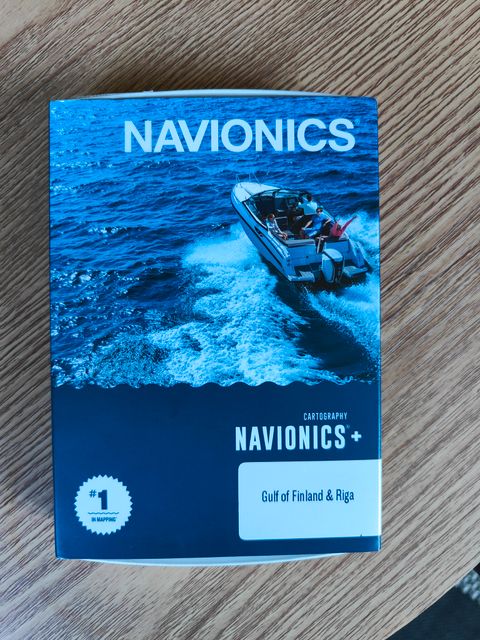 NAVIONICS®
CARTOGRAPHY
NAVIONICS®+
Gulf of Finland & Riga
#1
IN MAPPING*